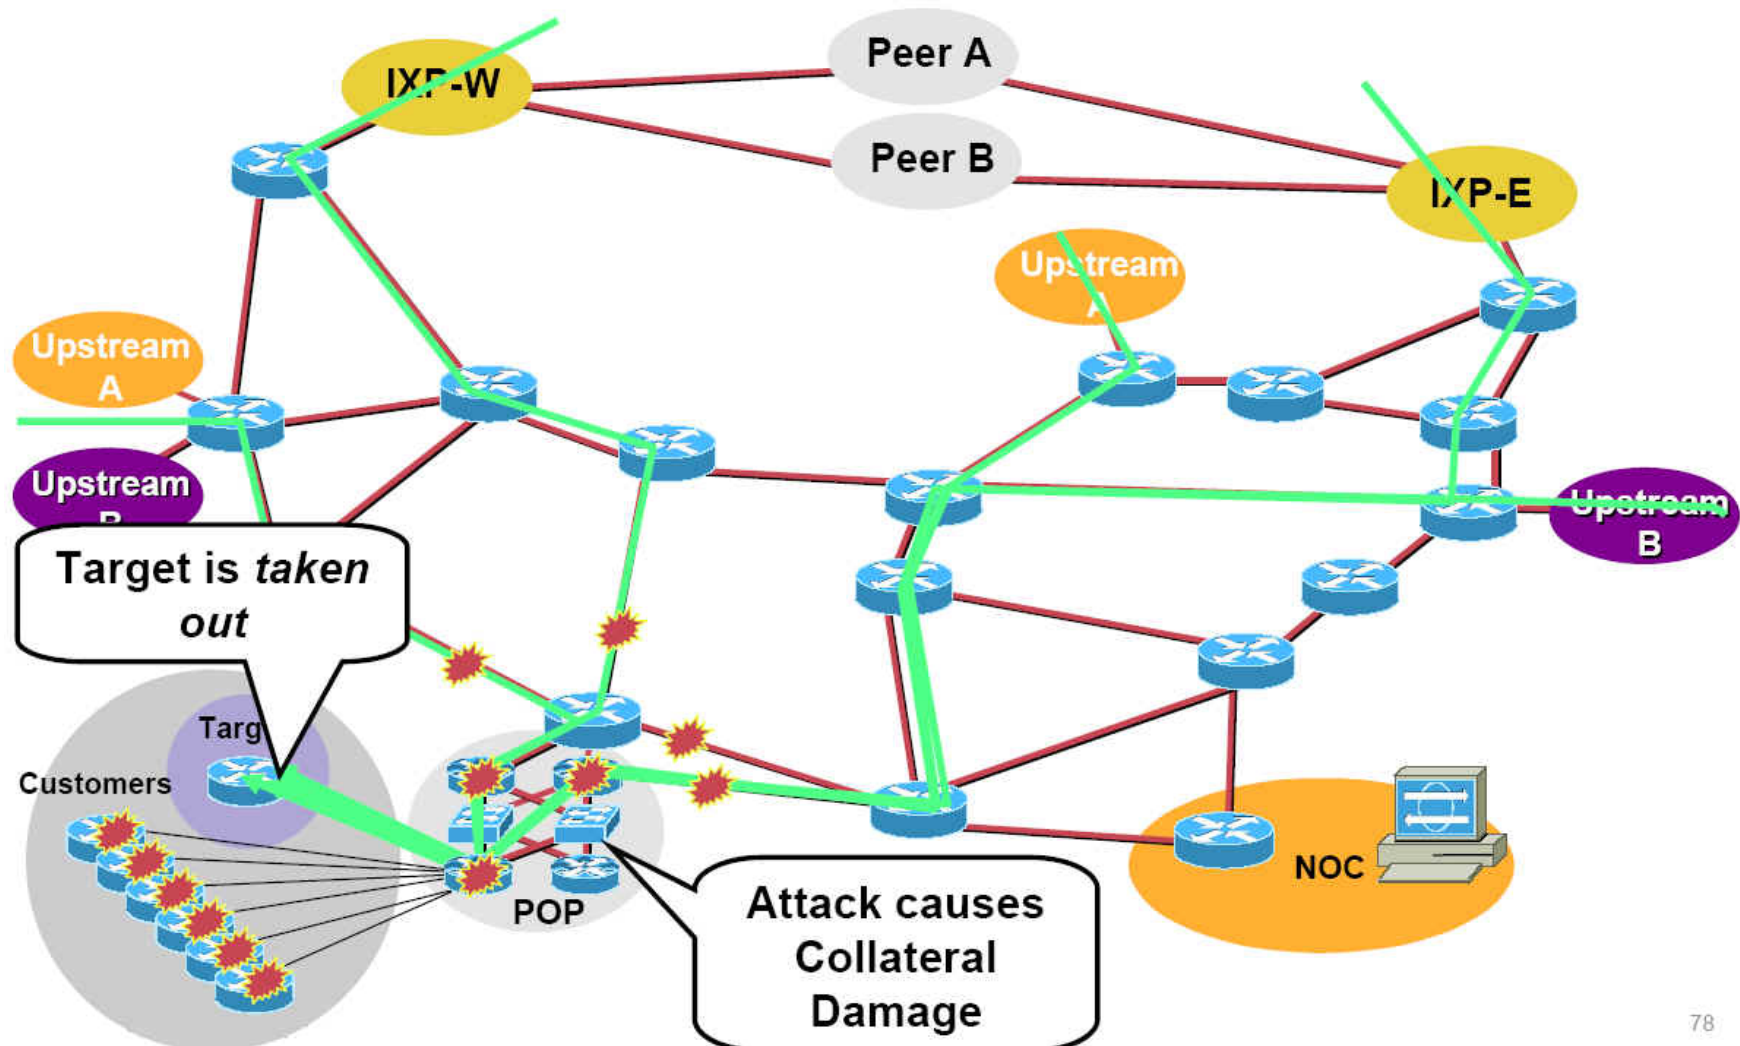 IXP-W
Peer A
Peer B
IXP-E
Upstream
A
Upstream
A
Upstream
B
Upstream
B
Target is taken
out
Targ
Customers
POP
NOC
Attack causes
Collateral
Damage
78